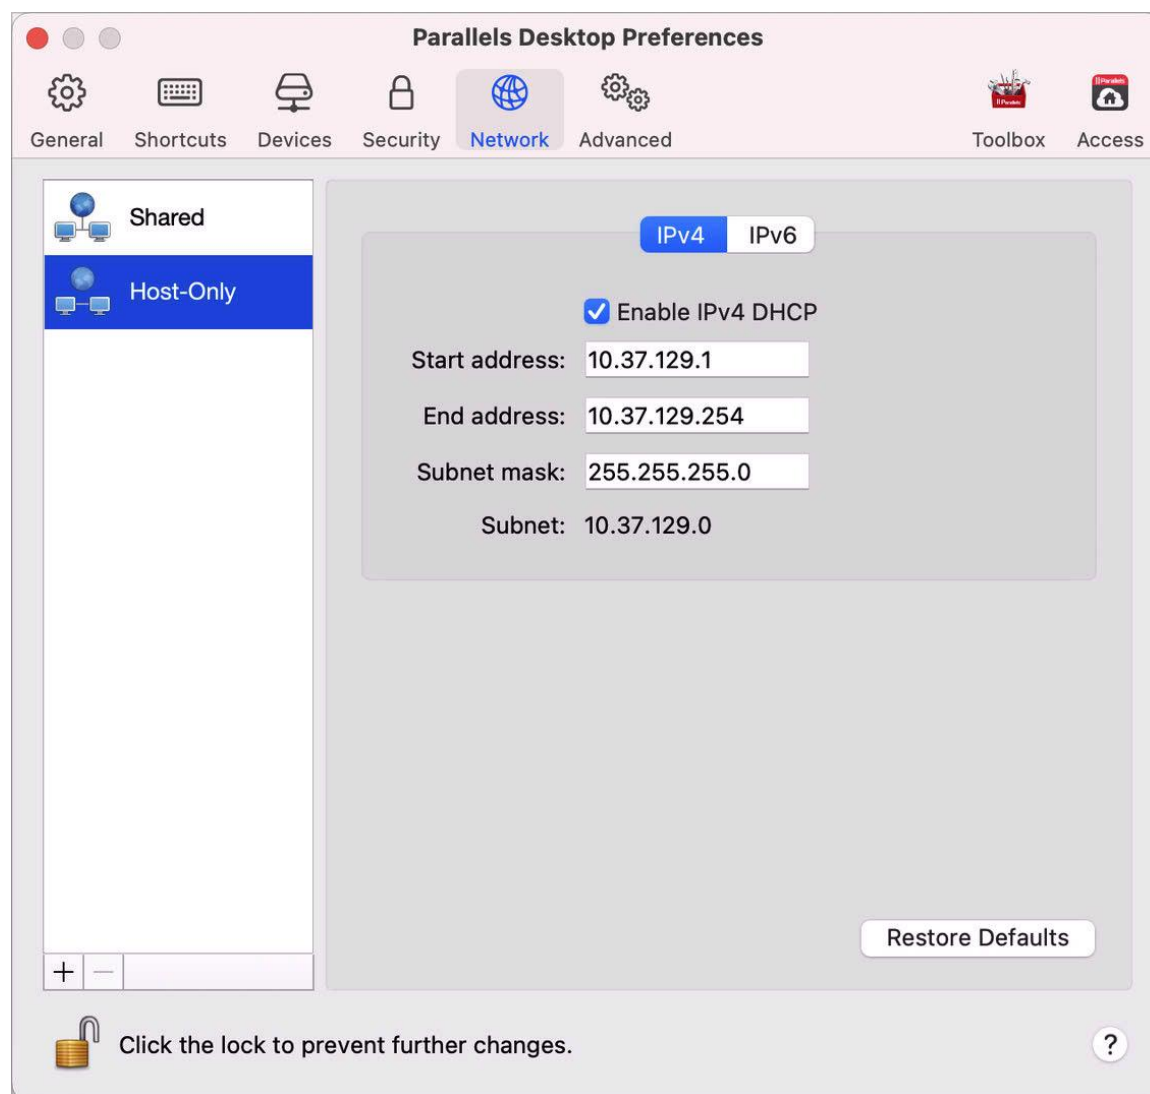 Parallels Desktop Preferences
General Shortcuts Devices Security Network Advanced Toolbox Access
Shared
Host-Only
IPv4 IPv6
Enable IPv4 DHCP
Start address: 10.37.129.1
End address: 10.37.129.254
Subnet mask: 255.255.255.0
Subnet: 10.37.129.0
Restore Defaults
Click the lock to prevent further changes.
?